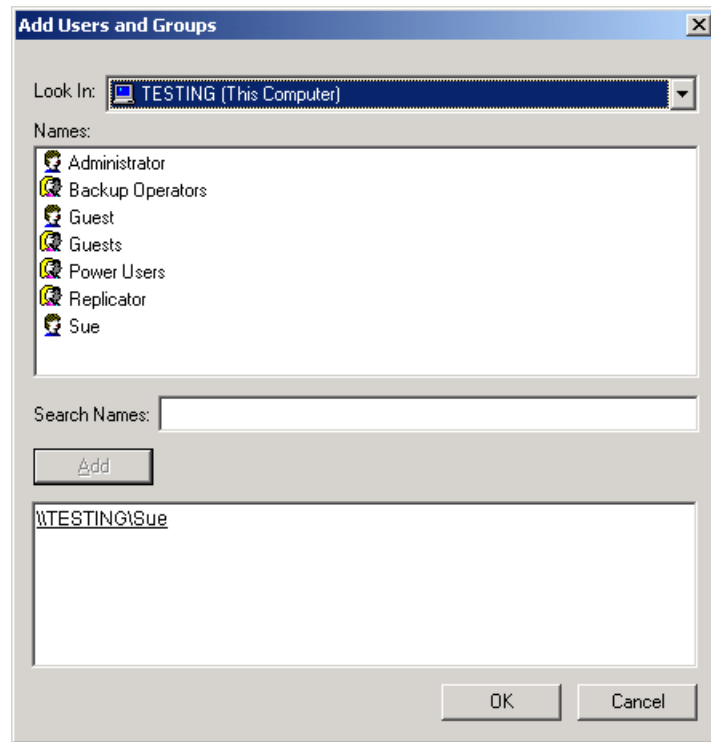 Add Users and Groups
Look In: TESTING (This Computer)
Names:
Administrator
Backup Operators
Guest
Guests
Power Users
Replicator
Sue
Search Names:
Add
\\TESTING\Sue
OK Cancel